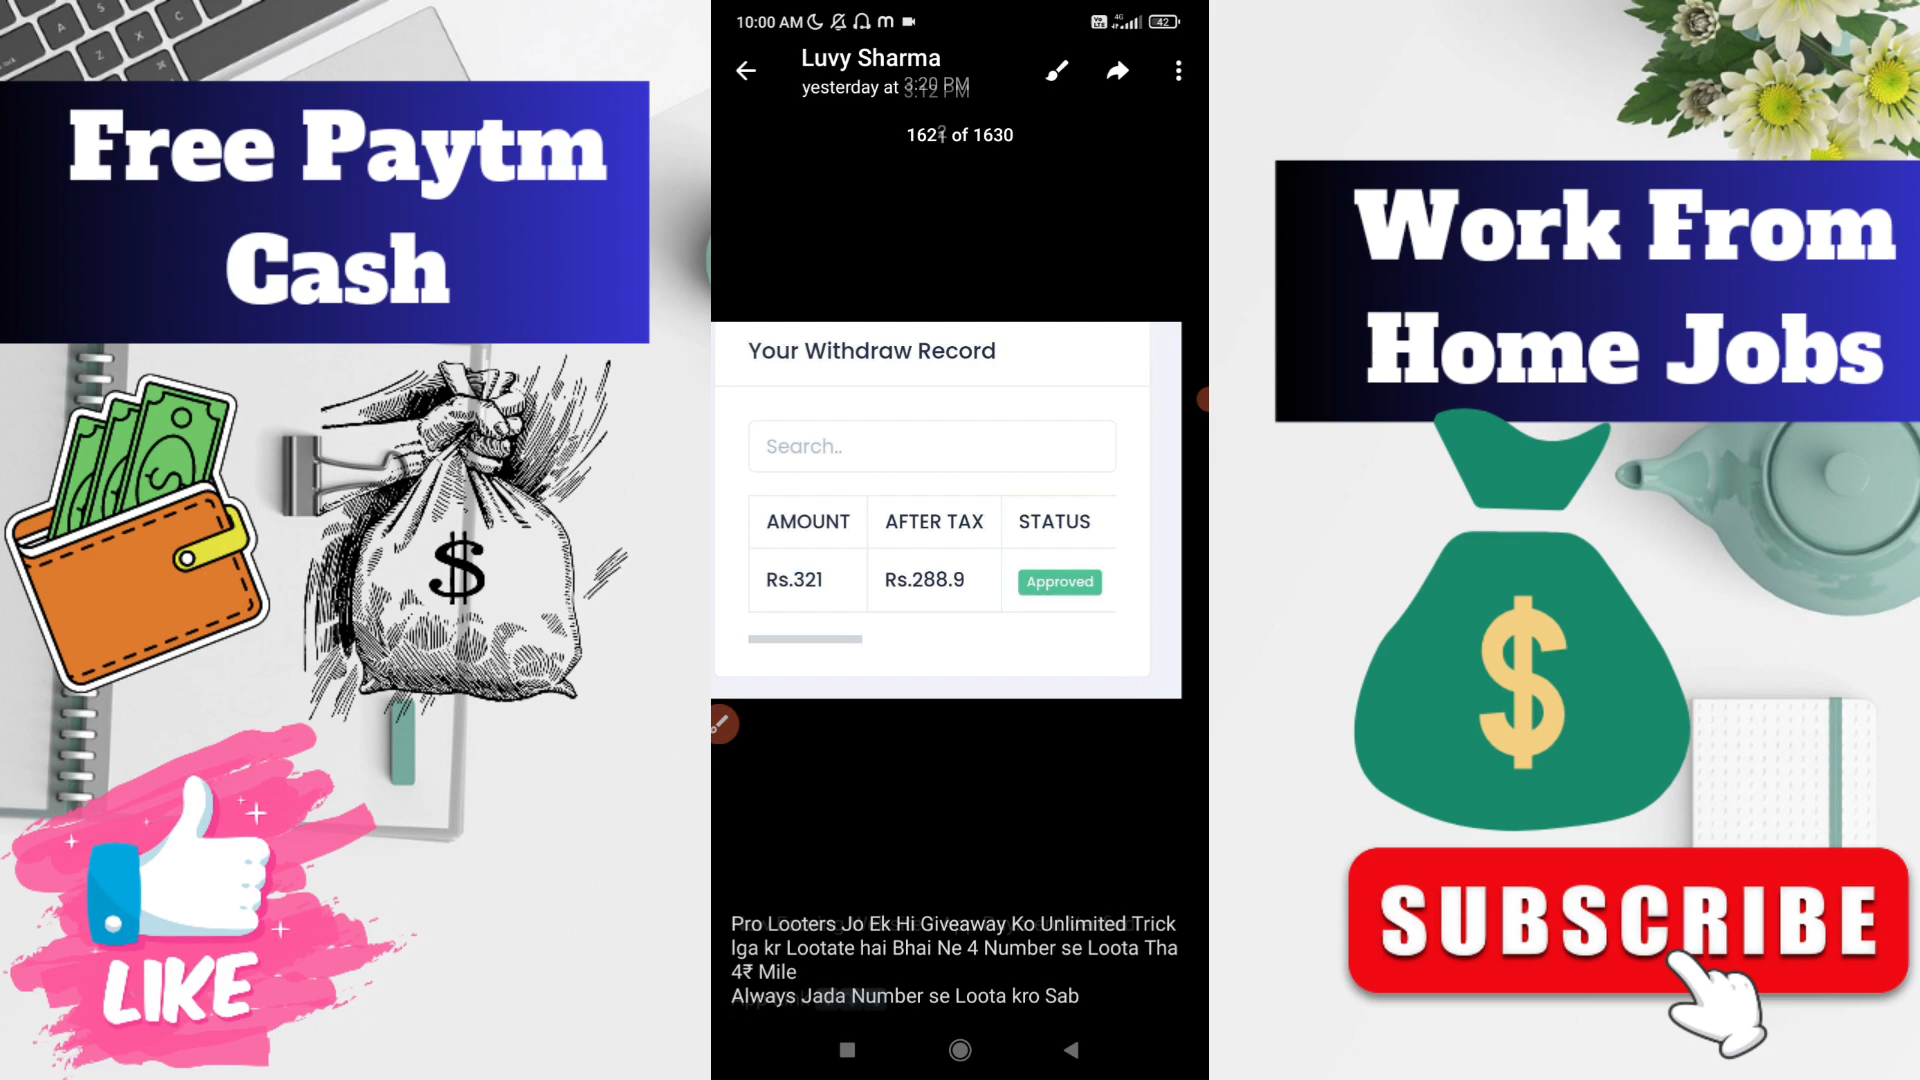 Free Paytm
Cash
LIKE
10:00 AM
Vo
LTE
4G
42
Luvy Sharma
yesterday at
of 1630
Your Withdraw Record
Search..
AMOUNT AFTER TAX STATUS
Rs.321 Rs.288.9 Approved
Pro Looters Jo Ek Hi Giveaway Ko Unlimited Trick
lga kr Lootate hai Bhai Ne 4 Number se Loota Tha
4₹ Mile
Always Jada Number se Loota kro Sab
Work From
Home Jobs
$
$
SUBSCRIBE